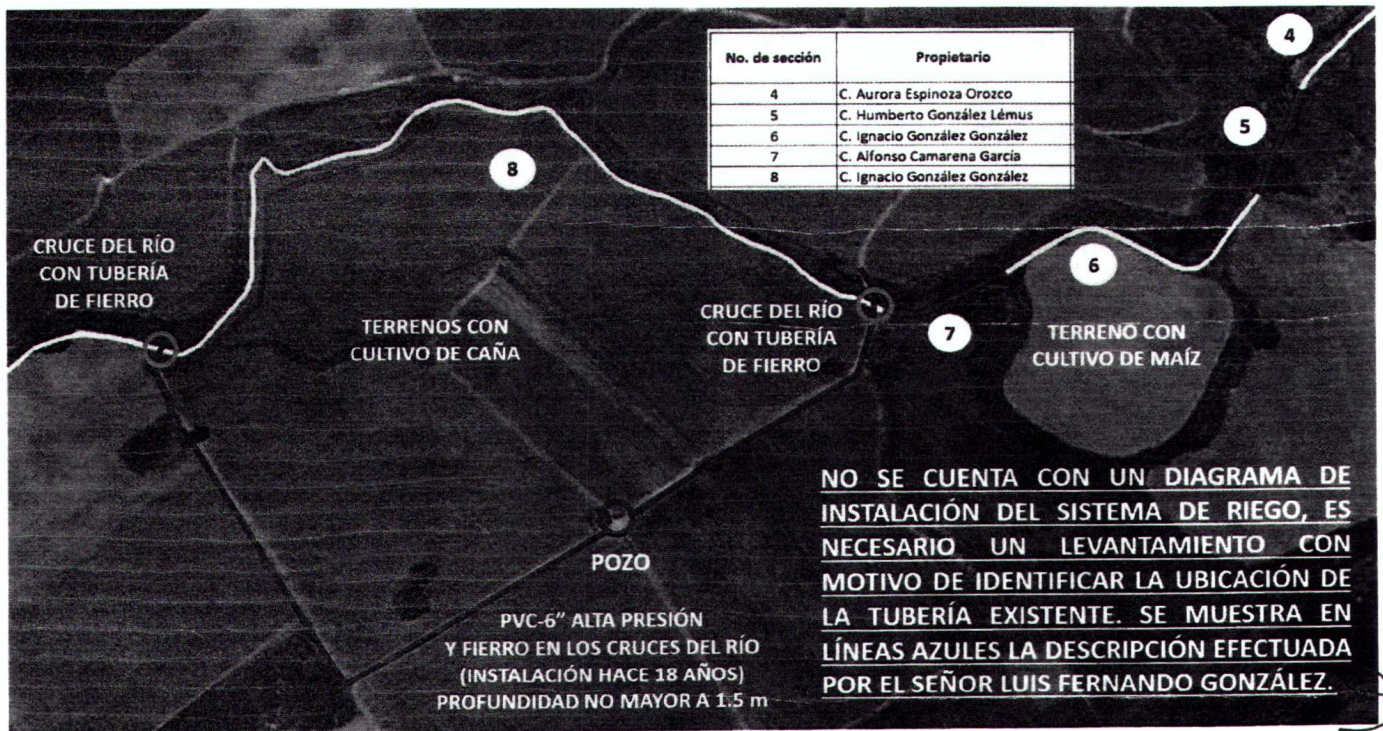 No. de sección Propietario
4 C. Aurora Espinoza Orozco
5 C. Humberto González Lémus
6 C. Ignacio González González
7 C. Alfonso Camarena García
8 C. Ignacio González González
4
5
8
6
7
CRUCE DEL RÍO
CON TUBERÍA
DE FIERRO
TERRENOS CON
CULTIVO DE CAÑA
CRUCE DEL RÍO
CON TUBERÍA
DE FIERRO
TERRENO CON
CULTIVO DE MAÍZ
POZO
PVC-6” ALTA PRESIÓN
Y FIERRO EN LOS CRUCES DEL RÍO
(INSTALACIÓN HACE 18 AÑOS)
PROFUNDIDAD NO MAYOR A 1.5 m
NO SE CUENTA CON UN DIAGRAMA DE
INSTALACIÓN DEL SISTEMA DE RIEGO, ES
NECESARIO UN LEVANTAMIENTO CON
MOTIVO DE IDENTIFICAR LA UBICACIÓN DE
LA TUBERÍA EXISTENTE. SE MUESTRA EN
LÍNEAS AZULES LA DESCRIPCIÓN EFECTUADA
POR EL SEÑOR LUIS FERNANDO GONZÁLEZ.